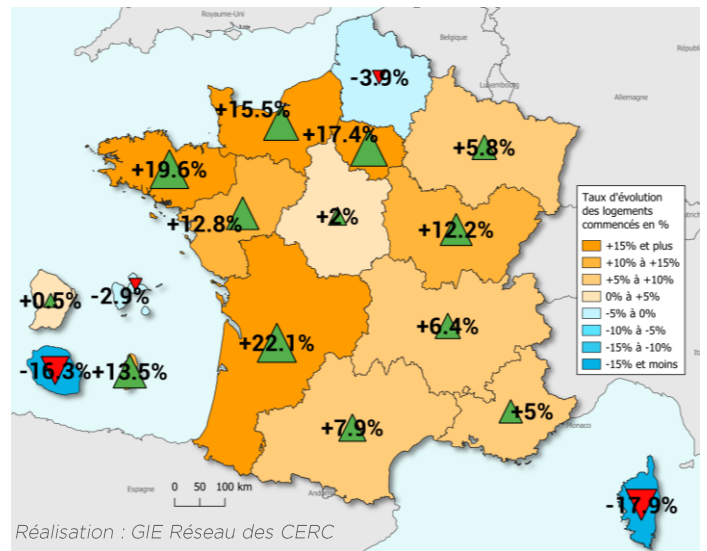 Royaume-Uni
Belgique
Luxembourg
Allemagne
-3.9%
+15.5%
+17.4%
+5.8%
+19.6%
+12.8%
+2%
+12.2%
Taux d'évolution
des logements
commencés en %
+15% et plus
+10% à +15%
+5% à +10%
0% à +5%
-5% à 0%
-10% à -5%
-15% à -10%
-15% et moins
+0.5%
-2.9%
+22.1%
+6.4%
-16.3%
+13.5%
+7.9%
+5%
Monaco
Espagne
0 50 100 km
-17.9%
Réalisation : GIE Réseau des CERC